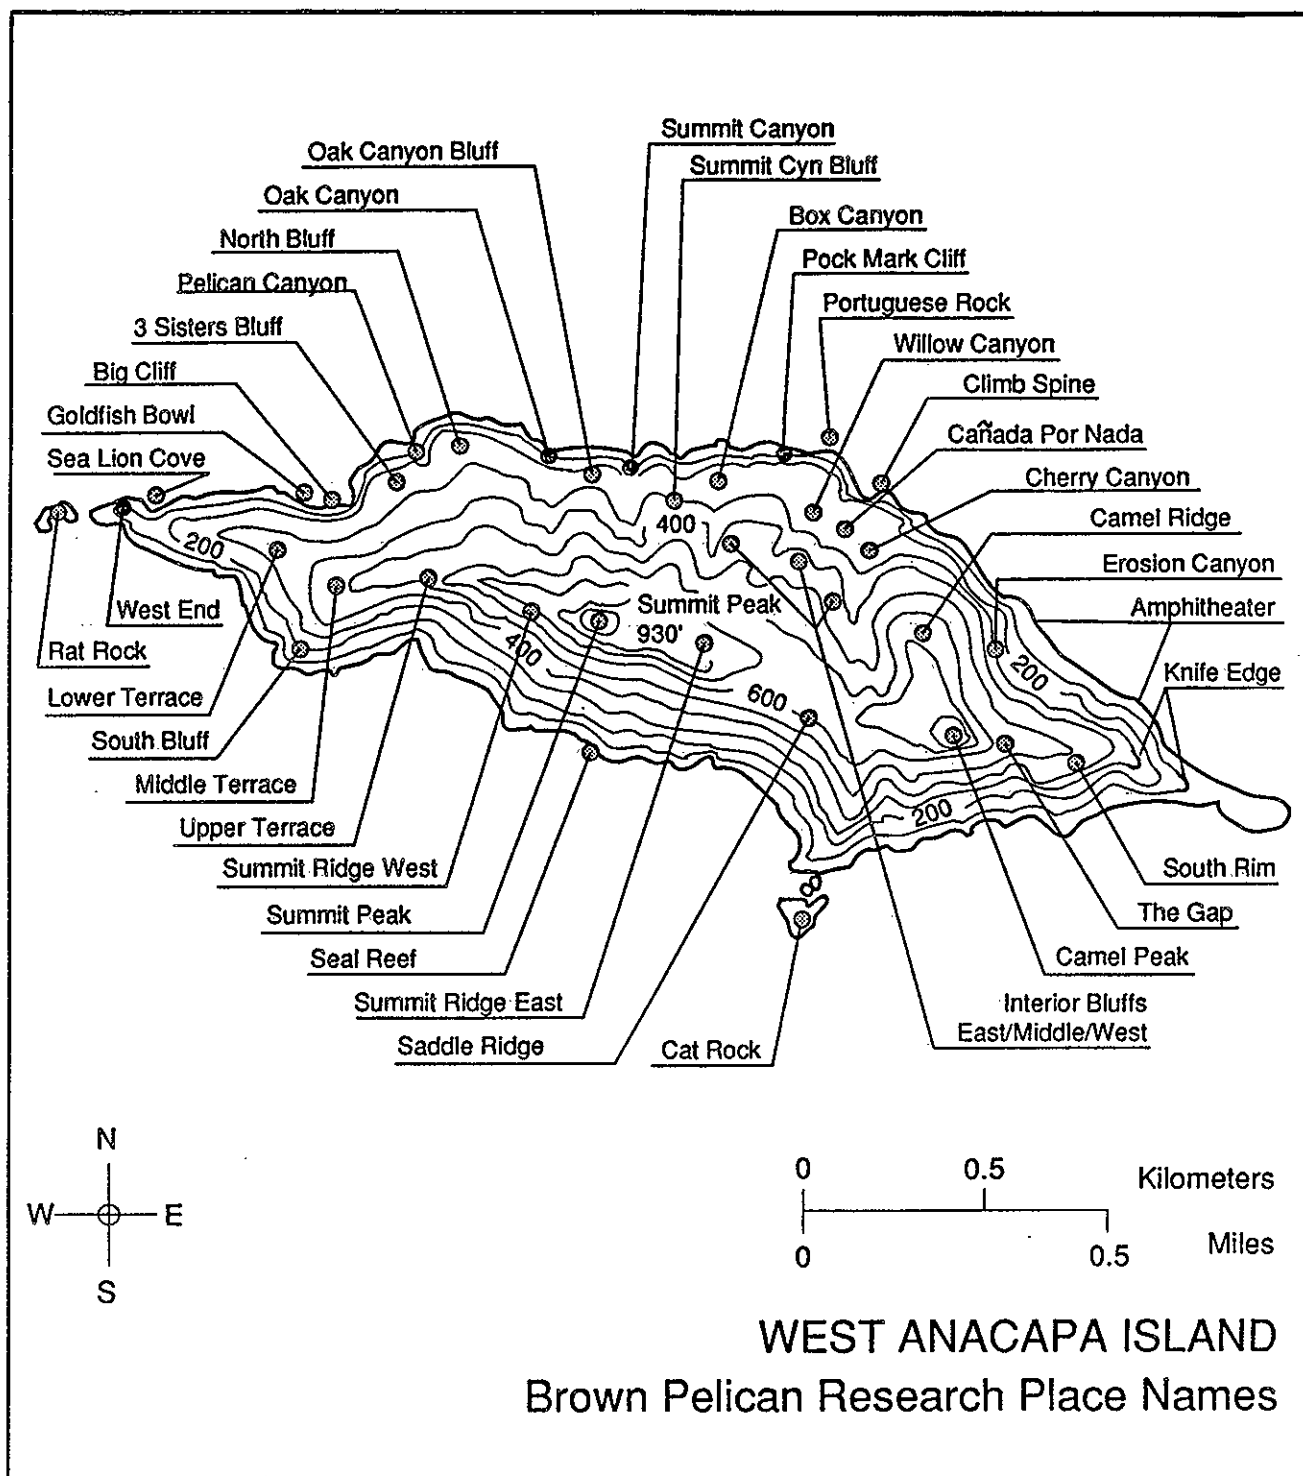 Summit Canyon
Oak Canyon Bluff
Summit Cyn Bluff
Oak Canyon
Box Canyon
North Bluff
Pock Mark Cliff
Pelican Canyon
Portuguese Rock
3 Sisters Bluff
Willow Canyon
Big Cliff
Climb Spine
Goldfish Bowl
Cañada Por Nada
Sea Lion Cove
Cherry Canyon
Camel Ridge
400
200
Erosion Canyon
West End
Summit Peak
930'
Amphitheater
Rat Rock
400
200
Knife Edge
Lower Terrace
600
South Bluff
Middle Terrace
200
Upper Terrace
Summit Ridge West
South Rim
Summit Peak
The Gap
Seal Reef
Camel Peak
Summit Ridge East
Interior Bluffs
East/Middle/West
Saddle Ridge
Cat Rock
N
W
E
S
0
0.5
Kilometers
0
0.5
Miles
WEST ANACAPA ISLAND
Brown Pelican Research Place Names